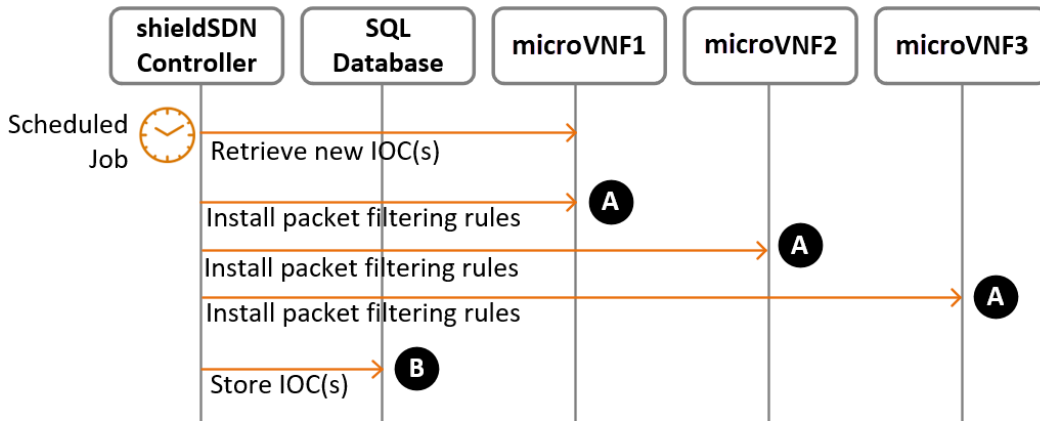 shieldSDN
Controller
SQL
Database
microVNF1
microVNF2
microVNF3
Scheduled
Job
Retrieve new IOC(s)
A
Install packet filtering rules
A
Install packet filtering rules
A
Install packet filtering rules
B
Store IOC(s)